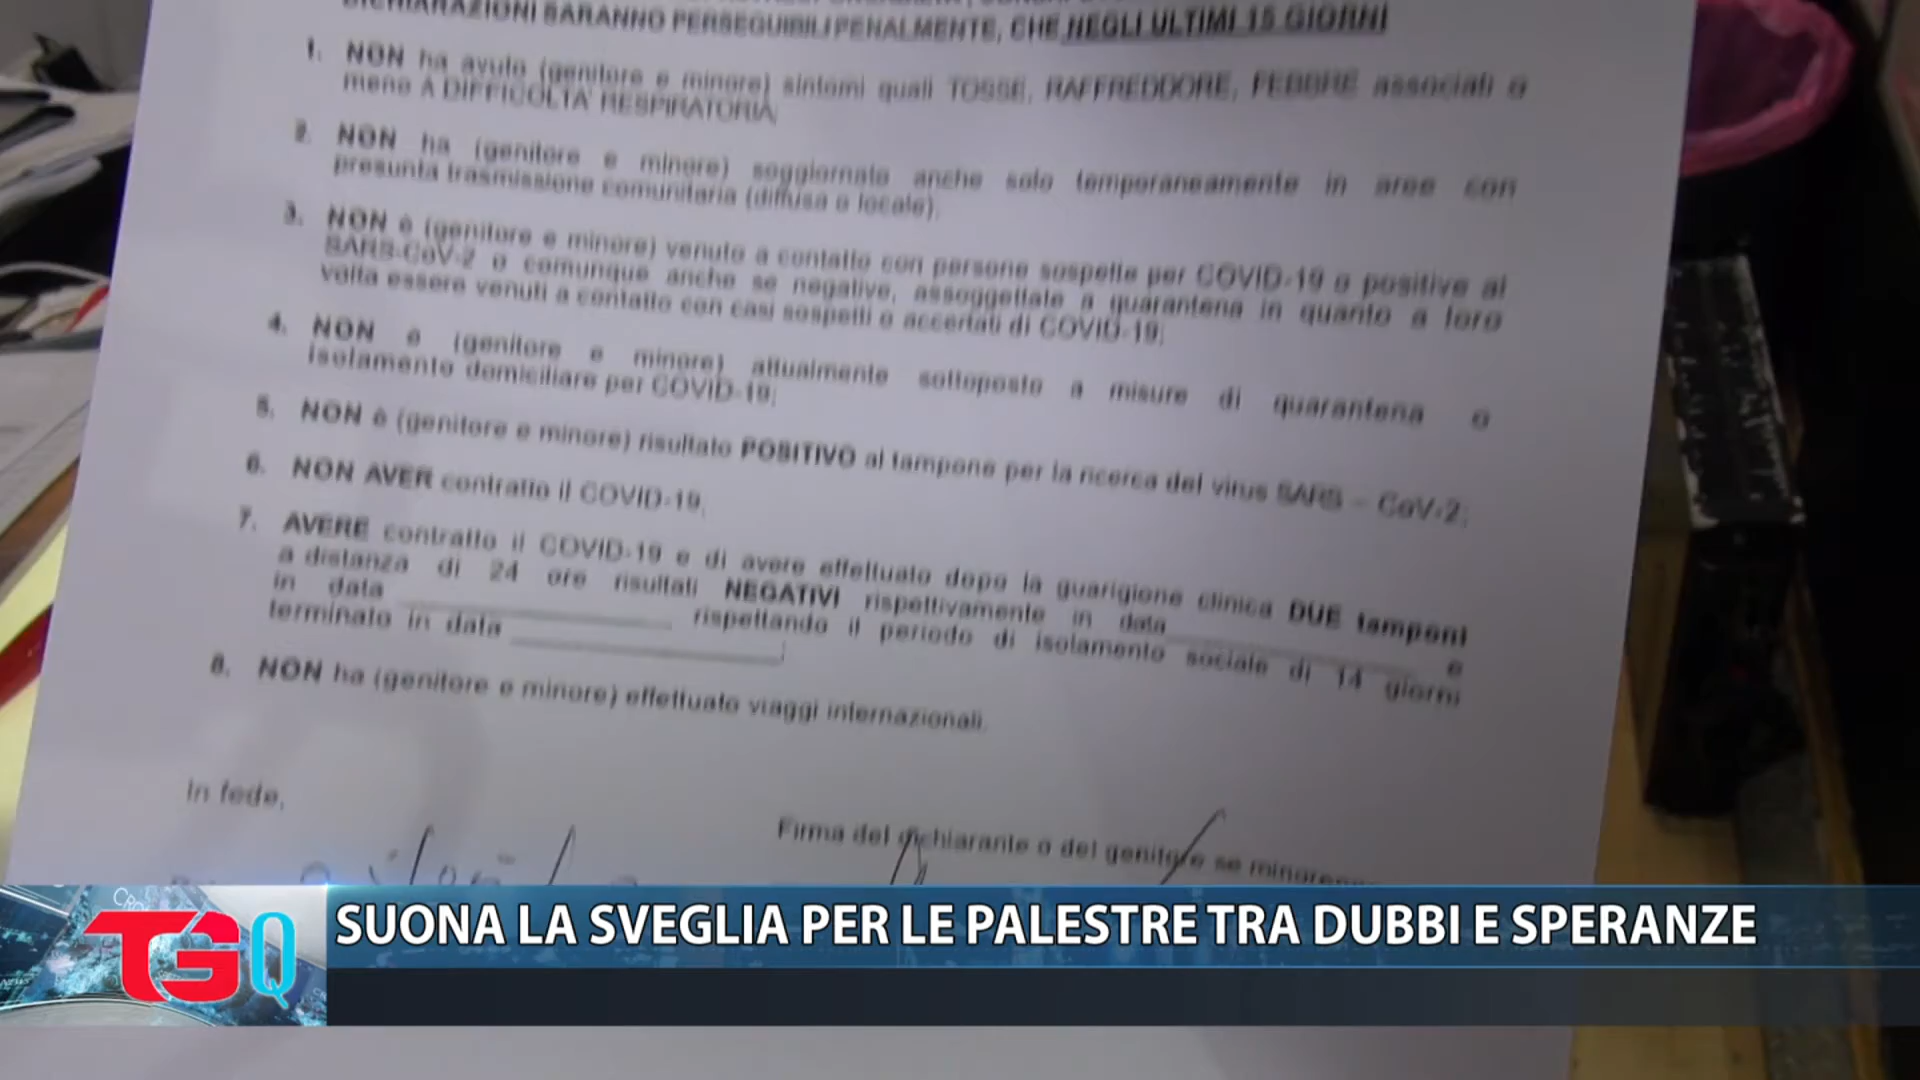 DICHIARAZIONI SARANNO PERSEGUIBILI PENALMENTE, CHE NEGLI ULTIMI 15 GIORNI
1. NON ha avuto (genitore e minore) sintomi quali TOSSE, RAFFREDDORE, FEBBRE associati o
meno A DIFFICOLTA' RESPIRATORIA;
2. NON ha (genitore e minore) soggiornato anche solo temporaneamente in aree con
presunta trasmissione comunitaria (diffusa o locale);
3. NON è (genitore e minore) venuto a contatto con persone sospette per COVID-19 o positive al
SARS-CoV-2 o comunque anche se negative, assoggettate a quarantena in quanto a loro
volta essere venuti a contatto con casi sospetti o accertati di COVID-19;
4. NON è (genitore e minore) attualmente sottoposto a misure di quarantena o
isolamento domiciliare per COVID-19;
5. NON è (genitore e minore) risultato POSITIVO al tampone per la ricerca del virus SARS – CoV-2;
6. NON AVER contratto il COVID-19;
7. AVERE contratto il COVID-19 e di avere effettuato dopo la guarigione clinica DUE tamponi
a distanza di 24 ore risultati NEGATIVI rispettivamente in data ____________ e
in data ____________ rispettando il periodo di isolamento sociale di 14 giorni
terminato in data ____________;
8. NON ha (genitore e minore) effettuato viaggi internazionali.
In fede,
Firma del dichiarante o del genitore se minorenne
TGQ
SUONA LA SVEGLIA PER LE PALESTRE TRA DUBBI E SPERANZE